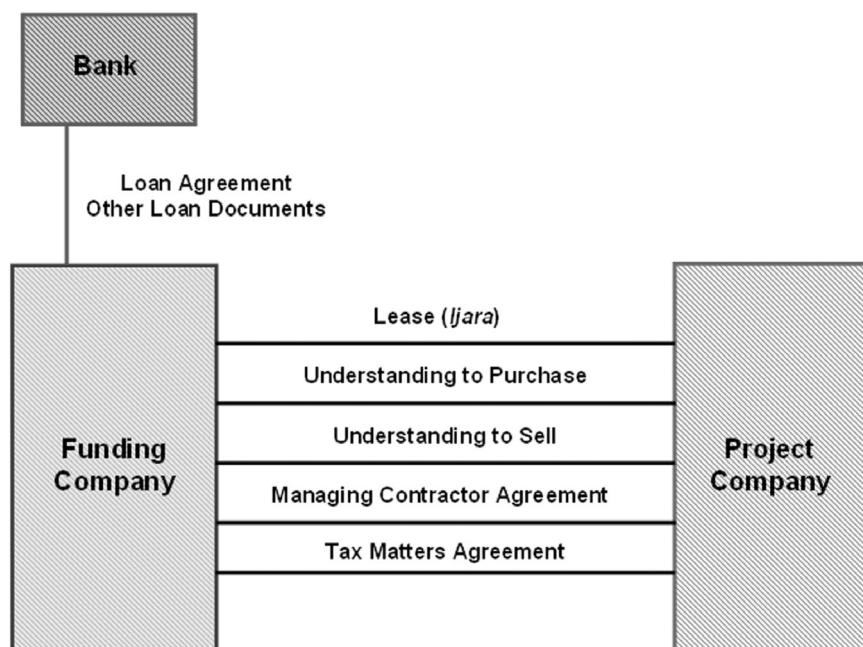 Bank
Loan Agreement
Other Loan Documents
Lease (Ijara)
Understanding to Purchase
Funding
Company
Understanding to Sell
Project
Company
Managing Contractor Agreement
Tax Matters Agreement